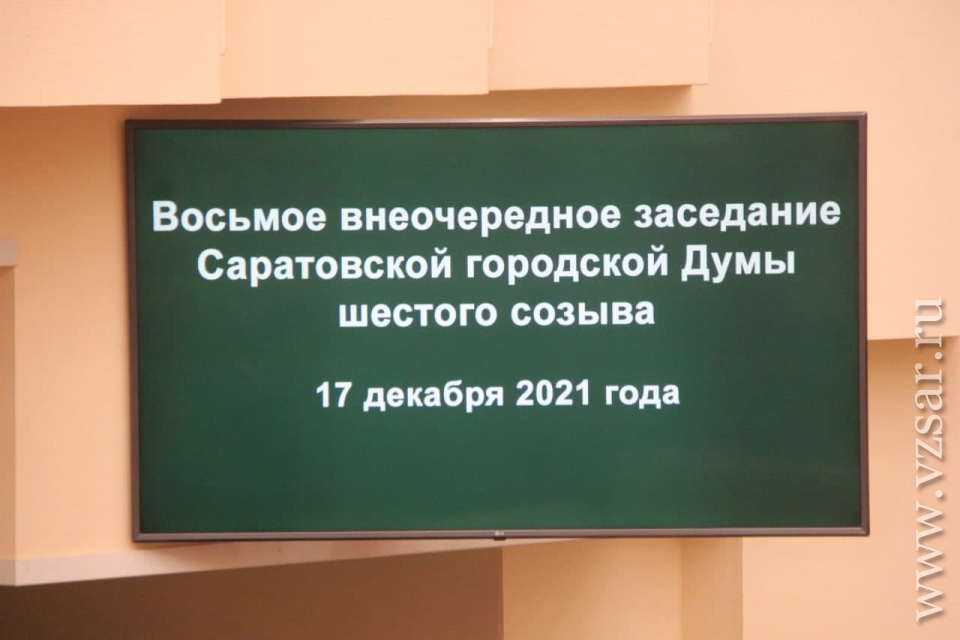 Восьмое внеочередное заседание
Саратовской городской Думы
шестого созыва
17 декабря 2021 года
www.vzsar.ru